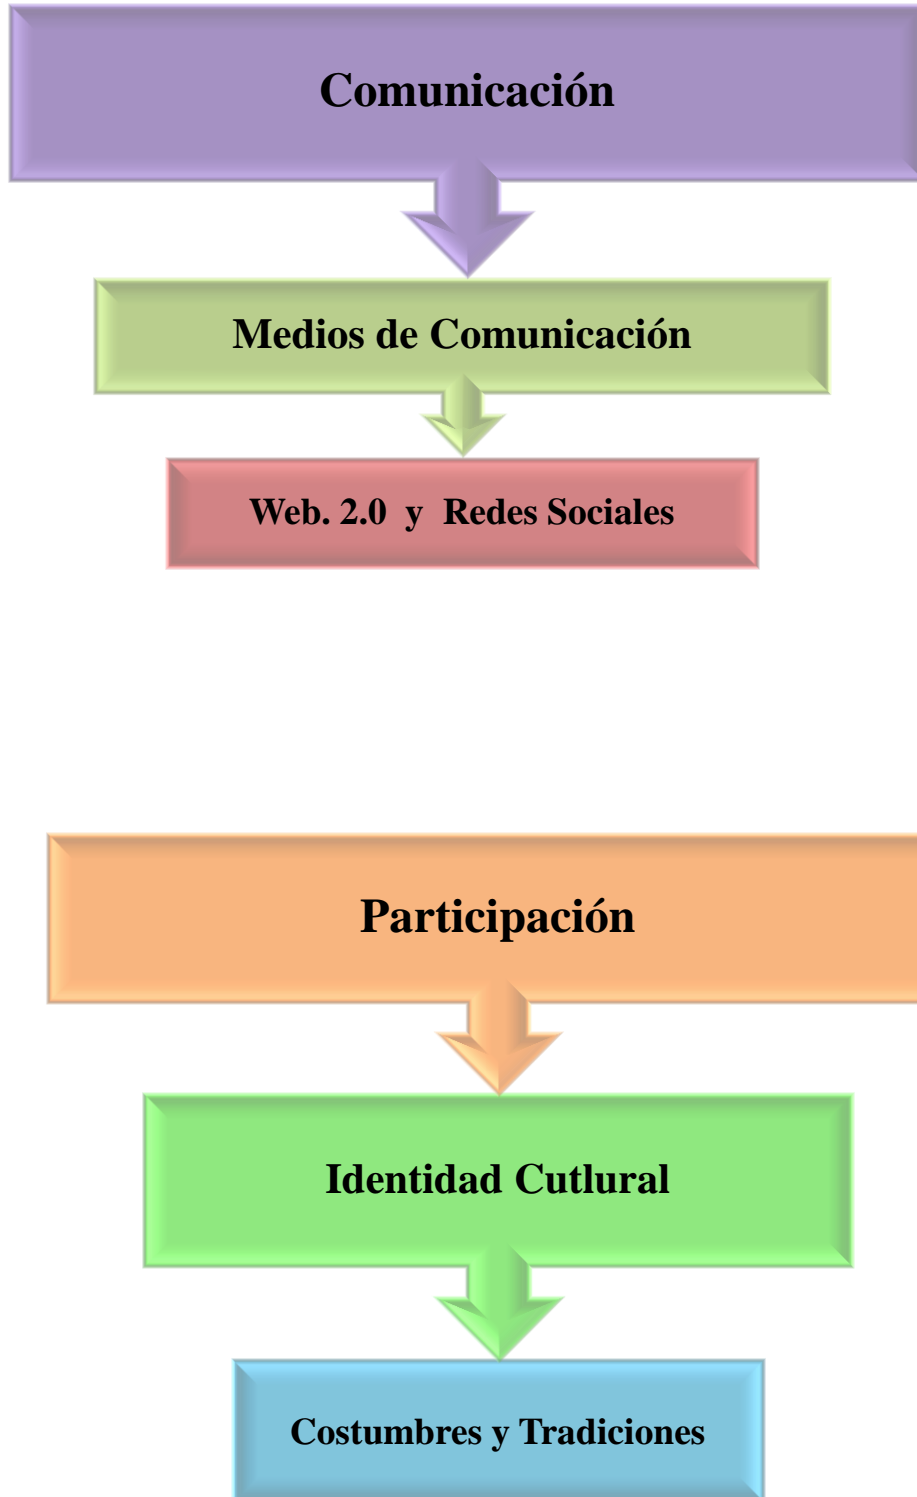 Comunicación
Medios de Comunicación
Web. 2.0 y Redes Sociales
Participación
Identidad Cutlural
Costumbres y Tradiciones